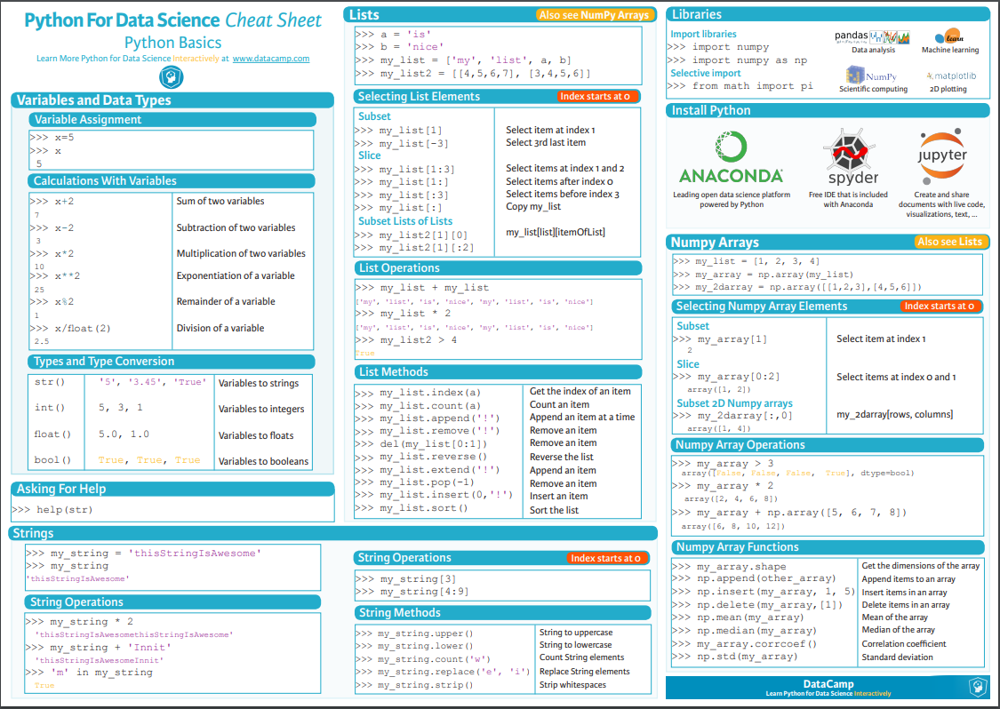 Python For Data Science Cheat Sheet
Python Basics
Learn More Python for Data Science Interactively at www.datacamp.com
Variables and Data Types
Variable Assignment
>>> x=5
>>> x
5
Calculations With Variables
>>> x+2 Sum of two variables
7
>>> x-2 Subtraction of two variables
3
>>> x*2 Multiplication of two variables
10
>>> x**2 Exponentiation of a variable
25
>>> x%2 Remainder of a variable
1
>>> x/float(2) Division of a variable
2.5
Types and Type Conversion
str() '5', '3.45', 'True' Variables to strings
int() 5, 3, 1 Variables to integers
float() 5.0, 1.0 Variables to floats
bool() True, True, True Variables to booleans
Asking For Help
>>> help(str)
Lists Also see NumPy Arrays
>>> a = 'is'
>>> b = 'nice'
>>> my_list = ['my', 'list', a, b]
>>> my_list2 = [[4,5,6,7], [3,4,5,6]]
Selecting List Elements Index starts at 0
Subset
>>> my_list[1] Select item at index 1
>>> my_list[-3] Select 3rd last item
Slice
>>> my_list[1:3] Select items at index 1 and 2
>>> my_list[1:] Select items after index 0
>>> my_list[:3] Select items before index 3
>>> my_list[:] Copy my_list
Subset Lists of Lists
>>> my_list2[1][0] my_list[list][itemOfList]
>>> my_list2[1][:2]
List Operations
>>> my_list + my_list
['my', 'list', 'is', 'nice', 'my', 'list', 'is', 'nice']
>>> my_list * 2
['my', 'list', 'is', 'nice', 'my', 'list', 'is', 'nice']
>>> my_list2 > 4
True
List Methods
>>> my_list.index(a) Get the index of an item
>>> my_list.count(a) Count an item
>>> my_list.append('!') Append an item at a time
>>> my_list.remove('!') Remove an item
>>> del(my_list[0:1]) Remove an item
>>> my_list.reverse() Reverse the list
>>> my_list.extend('!') Append an item
>>> my_list.pop(-1) Remove an item
>>> my_list.insert(0,'!') Insert an item
>>> my_list.sort() Sort the list
Strings
>>> my_string = 'thisStringIsAwesome'
>>> my_string
'thisStringIsAwesome'
String Operations
>>> my_string * 2
'thisStringIsAwesomethisStringIsAwesome'
>>> my_string + 'Innit'
'thisStringIsAwesomeInnit'
>>> 'm' in my_string
True
String Operations Index starts at 0
>>> my_string[3]
>>> my_string[4:9]
String Methods
>>> my_string.upper() String to uppercase
>>> my_string.lower() String to lowercase
>>> my_string.count('w') Count String elements
>>> my_string.replace('e', 'i') Replace String elements
>>> my_string.strip() Strip whitespaces
Libraries
Import libraries
>>> import numpy
>>> import numpy as np
Selective import
>>> from math import pi
pandas
Data analysis
learn
Machine learning
NumPy
Scientific computing
matplotlib
2D plotting
Install Python
ANACONDA
Leading open data science platform
powered by Python
spyder
Free IDE that is included
with Anaconda
jupyter
Create and share
documents with live code,
visualizations, text, ...
Numpy Arrays Also see Lists
>>> my_list = [1, 2, 3, 4]
>>> my_array = np.array(my_list)
>>> my_2darray = np.array([[1,2,3],[4,5,6]])
Selecting Numpy Array Elements Index starts at 0
Subset
>>> my_array[1] Select item at index 1
2
Slice
>>> my_array[0:2] Select items at index 0 and 1
array([1, 2])
Subset 2D Numpy arrays
>>> my_2darray[:,0] my_2darray[rows, columns]
array([1, 4])
Numpy Array Operations
>>> my_array > 3
array([False, False, False, True], dtype=bool)
>>> my_array * 2
array([2, 4, 6, 8])
>>> my_array + np.array([5, 6, 7, 8])
array([6, 8, 10, 12])
Numpy Array Functions
>>> my_array.shape Get the dimensions of the array
>>> np.append(other_array) Append items to an array
>>> np.insert(my_array, 1, 5) Insert items in an array
>>> np.delete(my_array,[1]) Delete items in an array
>>> np.mean(my_array) Mean of the array
>>> np.median(my_array) Median of the array
>>> my_array.corrcoef() Correlation coefficient
>>> np.std(my_array) Standard deviation
DataCamp
Learn Python for Data Science Interactively